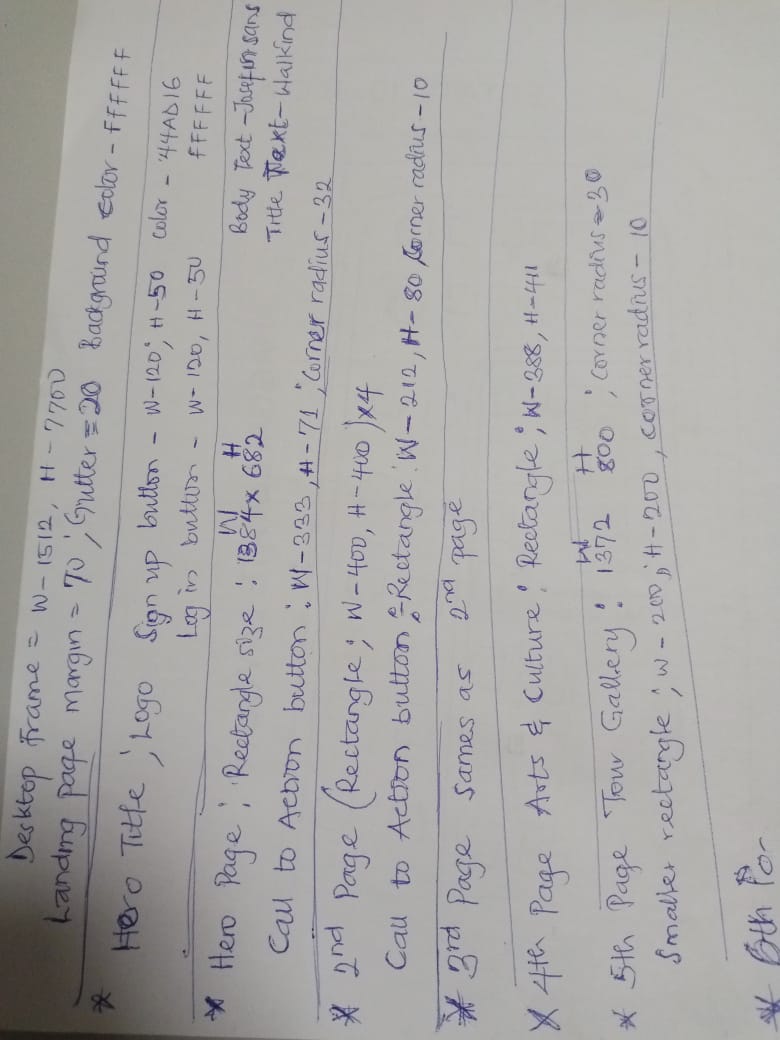 Desktop Frame = W- 1512, H - 7700
Landing page margin = 70 ; Gutter = 20 Background color - FFFFFF
* Hero Title ; Logo Sign up button - W-120; H-50 color - 44AD16
Log in button - W- 120, H - 50 FFFFFF
W H
* Hero Page ; Rectangle size : 1384 x 682 Body Text - Josefin sans
Title Text - Walkind
Call to Action button : W-333, H-71 ; Corner radius - 32
* 2nd Page (Rectangle ; W-400, H-400) x4
Call to Action button : Rectangle : W- 212, H- 80 Corner radius - 10
* 3rd Page sames as 2nd page
* 4th Page Arts & Culture : Rectangle ; W-388, H-411
W H
* 5th Page Tour Gallery : 1372 800 ; corner radius = 30
Smaller rectangle ; W - 200 ; H - 200, corner radius - 10
* 6th